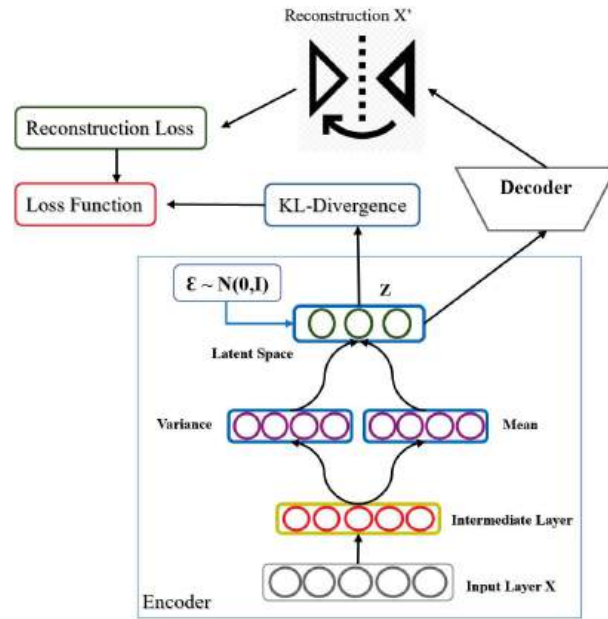 Reconstruction X’
Reconstruction Loss
Decoder
Loss Function
KL-Divergence
Ɛ ~ N(0,I)
Z
Latent Space
Variance
Mean
Intermediate Layer
Input Layer X
Encoder